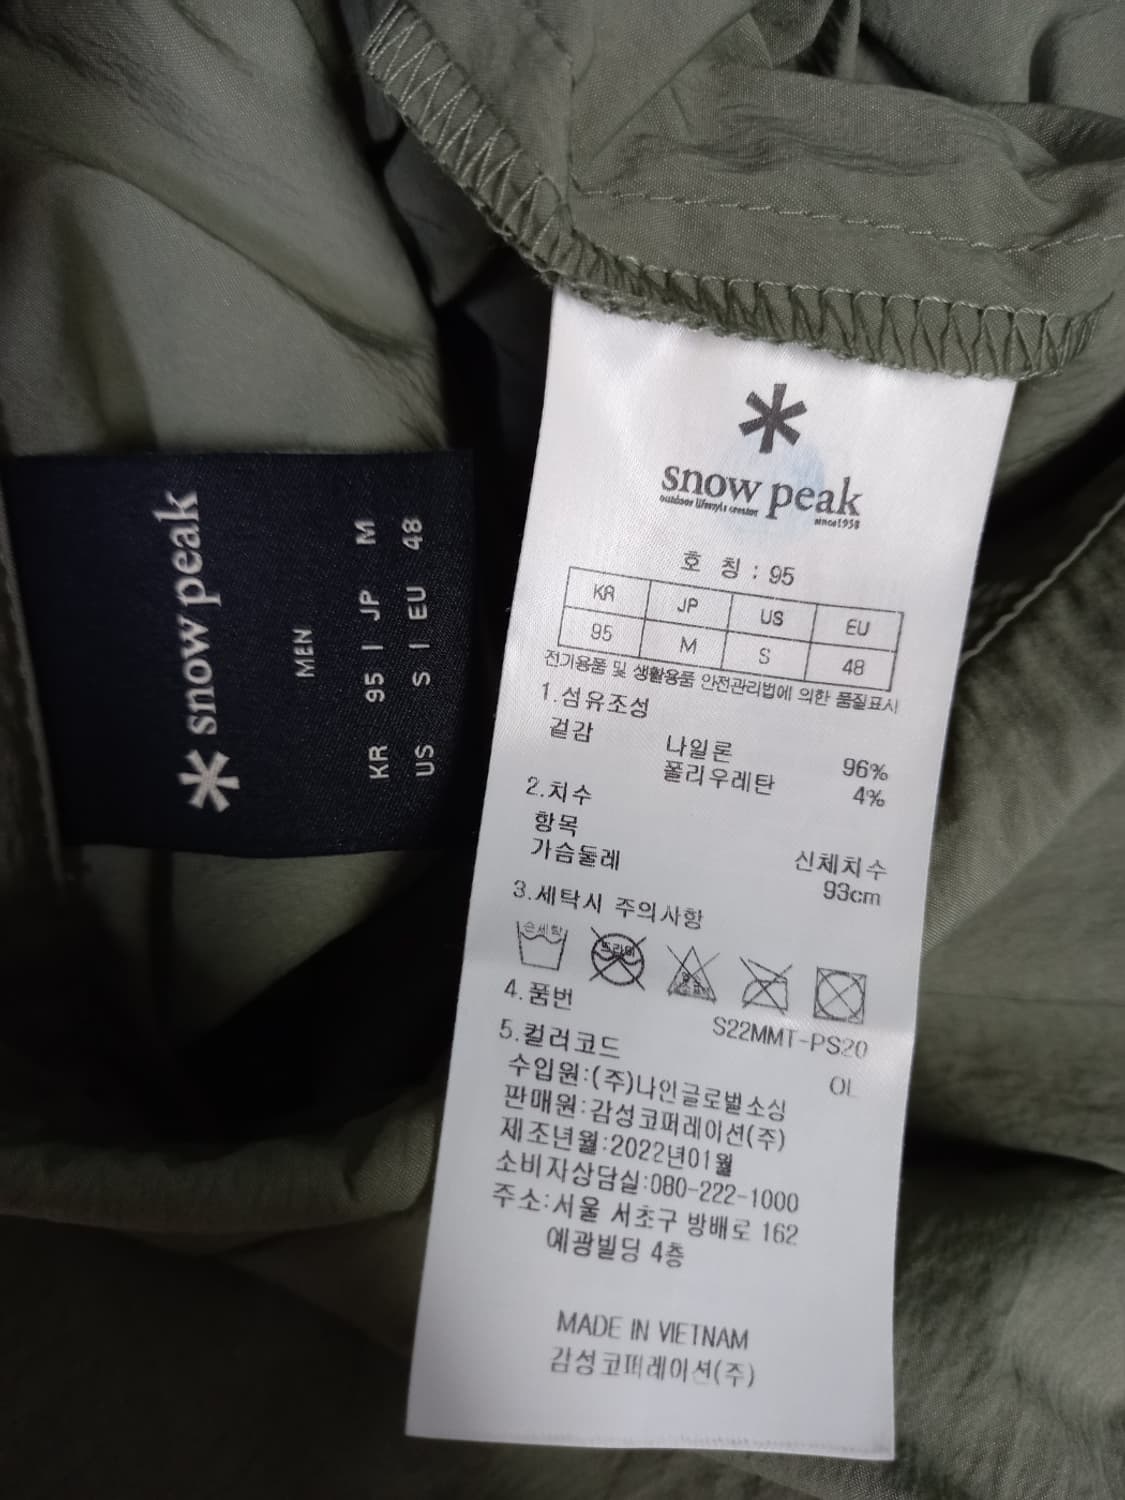 snow peak
MEN
KR 95 | JP M
US S | EU 48
snow peak
outdoor lifestyle creator
since1958
호 칭 : 95
KR JP US EU
95 M S 48
전기용품 및 생활용품 안전관리법에 의한 품질표시
1.섬유조성
겉감 나일론 96%
폴리우레탄 4%
2.치수
항목 신체치수
가슴둘레 93cm
3.세탁시 주의사항
손세탁 드라이
4.품번 S22MMT-PS20
5.컬러코드 OL
수입원:(주)나인글로벌소싱
판매원:감성코퍼레이션(주)
제조년월:2022년01월
소비자상담실:080-222-1000
주소:서울 서초구 방배로 162
예광빌딩 4층
MADE IN VIETNAM
감성코퍼레이션(주)